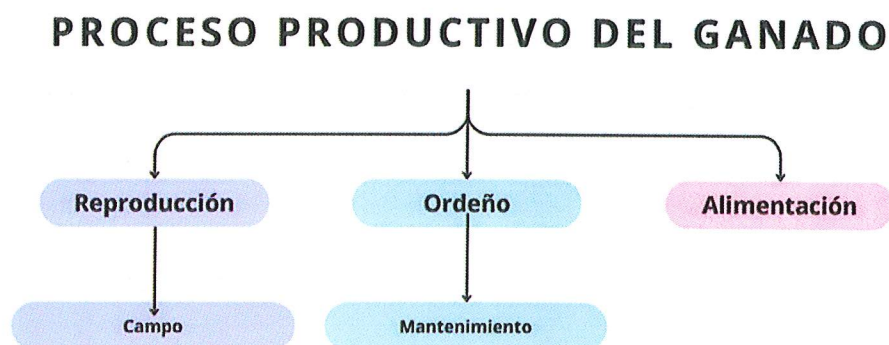 PROCESO PRODUCTIVO DEL GANADO
Reproducción
Ordeño
Alimentación
Campo
Mantenimiento